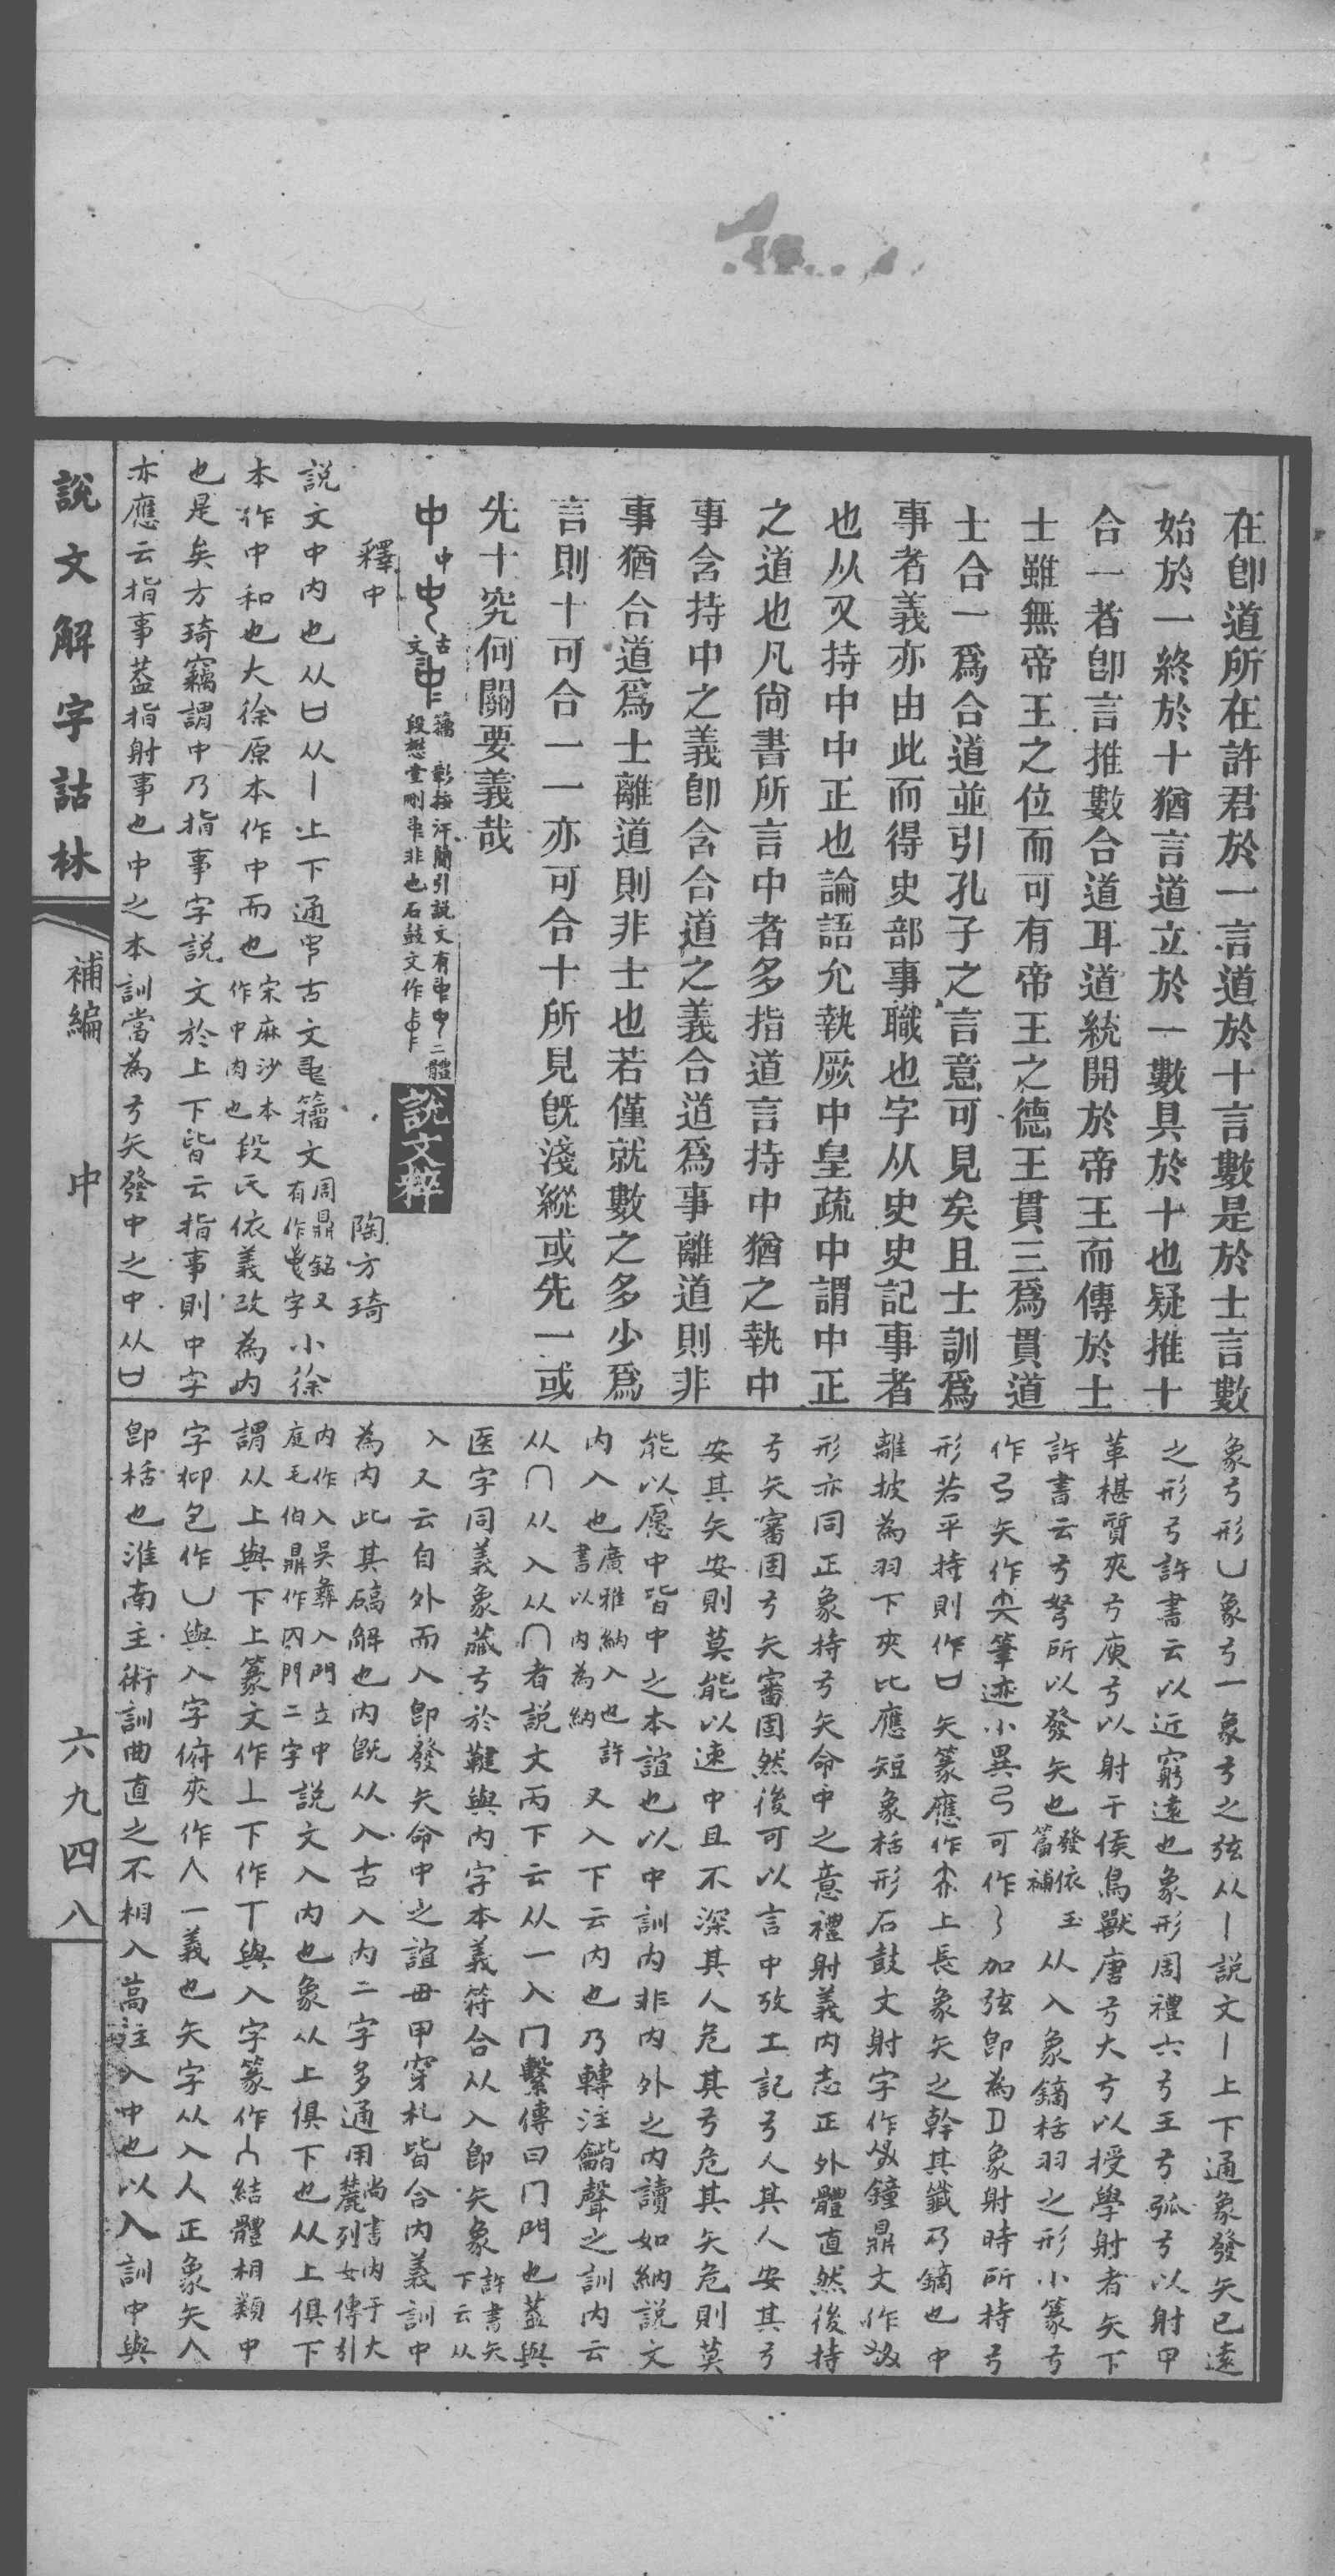 在卽道所在許君於一言道於十言數是於士言數
始於一終於十猶言道立於一數具於十也疑推十
合一者卽言推數合道耳道統開於帝王而傳於士
士雖無帝王之位而可有帝王之德王貫三爲貫道
士合一爲合道並引孔子之言意可見矣且士訓爲
事者義亦由此而得史部事職也字从史史記事者
也从又持中中正也論語允執厥中皇疏中謂中正
之道也凡尙書所言中者多指道言持中猶之執中
事含持中之義卽含合道之義合道爲事離道則非
事猶合道爲士離道則非士也若僅就數之多少爲
言則十可合一一亦可合十所見旣淺縱或先一或
先十究何關要義哉
中 中 古文 籀 彰按汗簡引説文有二體
段懋堂刪非也石鼓文作 説文粹
釋中 陶方琦
説文中内也从口从丨上下通古文籀文周鼎銘又有作字小徐
本作中和也大徐原本作中而也宋麻沙本作中肉也段氏依義改為内
也是矣方琦竊謂中乃指事字説文於上下皆云指事則中字
亦應云指事葢指射事也中之本訓當為弓矢發中之中从口
象弓形凵象弓一象弓之弦从丨説文丨上下通象發矢已遠
之形弓許書云以近窮遠也象形周禮六弓王弓弧弓以射甲
革椹質夾弓庾弓以射干侯鳥獸唐弓大弓以授學射者矢下
許書云弓弩所以發矢也發依玉篇補从入象鏑栝羽之形小篆弓
作弓矢作筆迹小異弓可作加弦卽為象射時所持弓
形若平持則作口矢篆應作上長象矢之幹其鐵乃鏑也中
離披為羽下夾比應短象栝形石鼓文射字作鐘鼎文作
形亦同正象持弓矢命中之意禮射義内志正外體直然後持
弓矢審固弓矢審固然後可以言中攷工記弓人其人安其弓
安其矢安則莫能以速中且不深其人危其弓危其矢危則莫
能以愿中皆中之本誼也以中訓内非内外之内讀如納説文
内入也廣雅納入也許書以内為納又入下云内也乃轉注龤聲之訓内云
从冂从入从冂者説文丙下云从一入冂繫傳曰冂門也葢與
医字同義象藏弓於鞬與内字本義符合从入卽矢象許書矢下云从
入又云自外而入卽發矢命中之誼毌甲穿札皆合内義訓中
為内此其碻解也内旣从入古入内二字多通用尚書内于大麓列女傳引
内作入吳彝入門立中庭毛伯鼎作内門二字説文入内也象从上俱下也从上俱下
謂从上與下上篆文作丄下作丅與入字篆作結體相類中
字仰包作凵與入字俯夾作入一義也矢字从入人正象矢入
卽栝也淮南主術訓曲直之不相入高注入中也以入訓中與
說文解字詁林
補編
中
六九四八